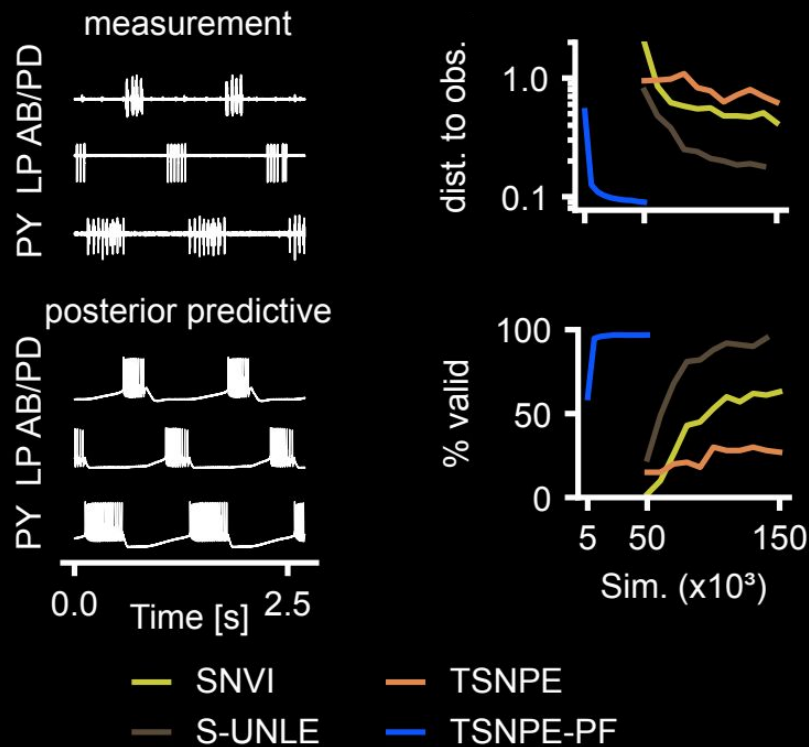 measurement
LP AB/PD
PY
posterior predictive
LP AB/PD
PY
0.0
2.5
Time [s]
dist. to obs.
1.0
0.1
% valid
100
50
0
5
50
150
Sim. (x10³)
SNVI
TSNPE
S-UNLE
TSNPE-PF